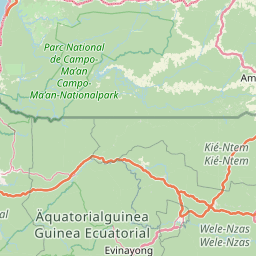 Parc National
de Campo-
Ma'an
Campo-
Ma'an-Nationalpark
Am
Kié-Ntem
Kié-Ntem
al
Äquatorialguinea
Guinea Ecuatorial
Evinayong
Wele-Nzas
Wele-Nzas